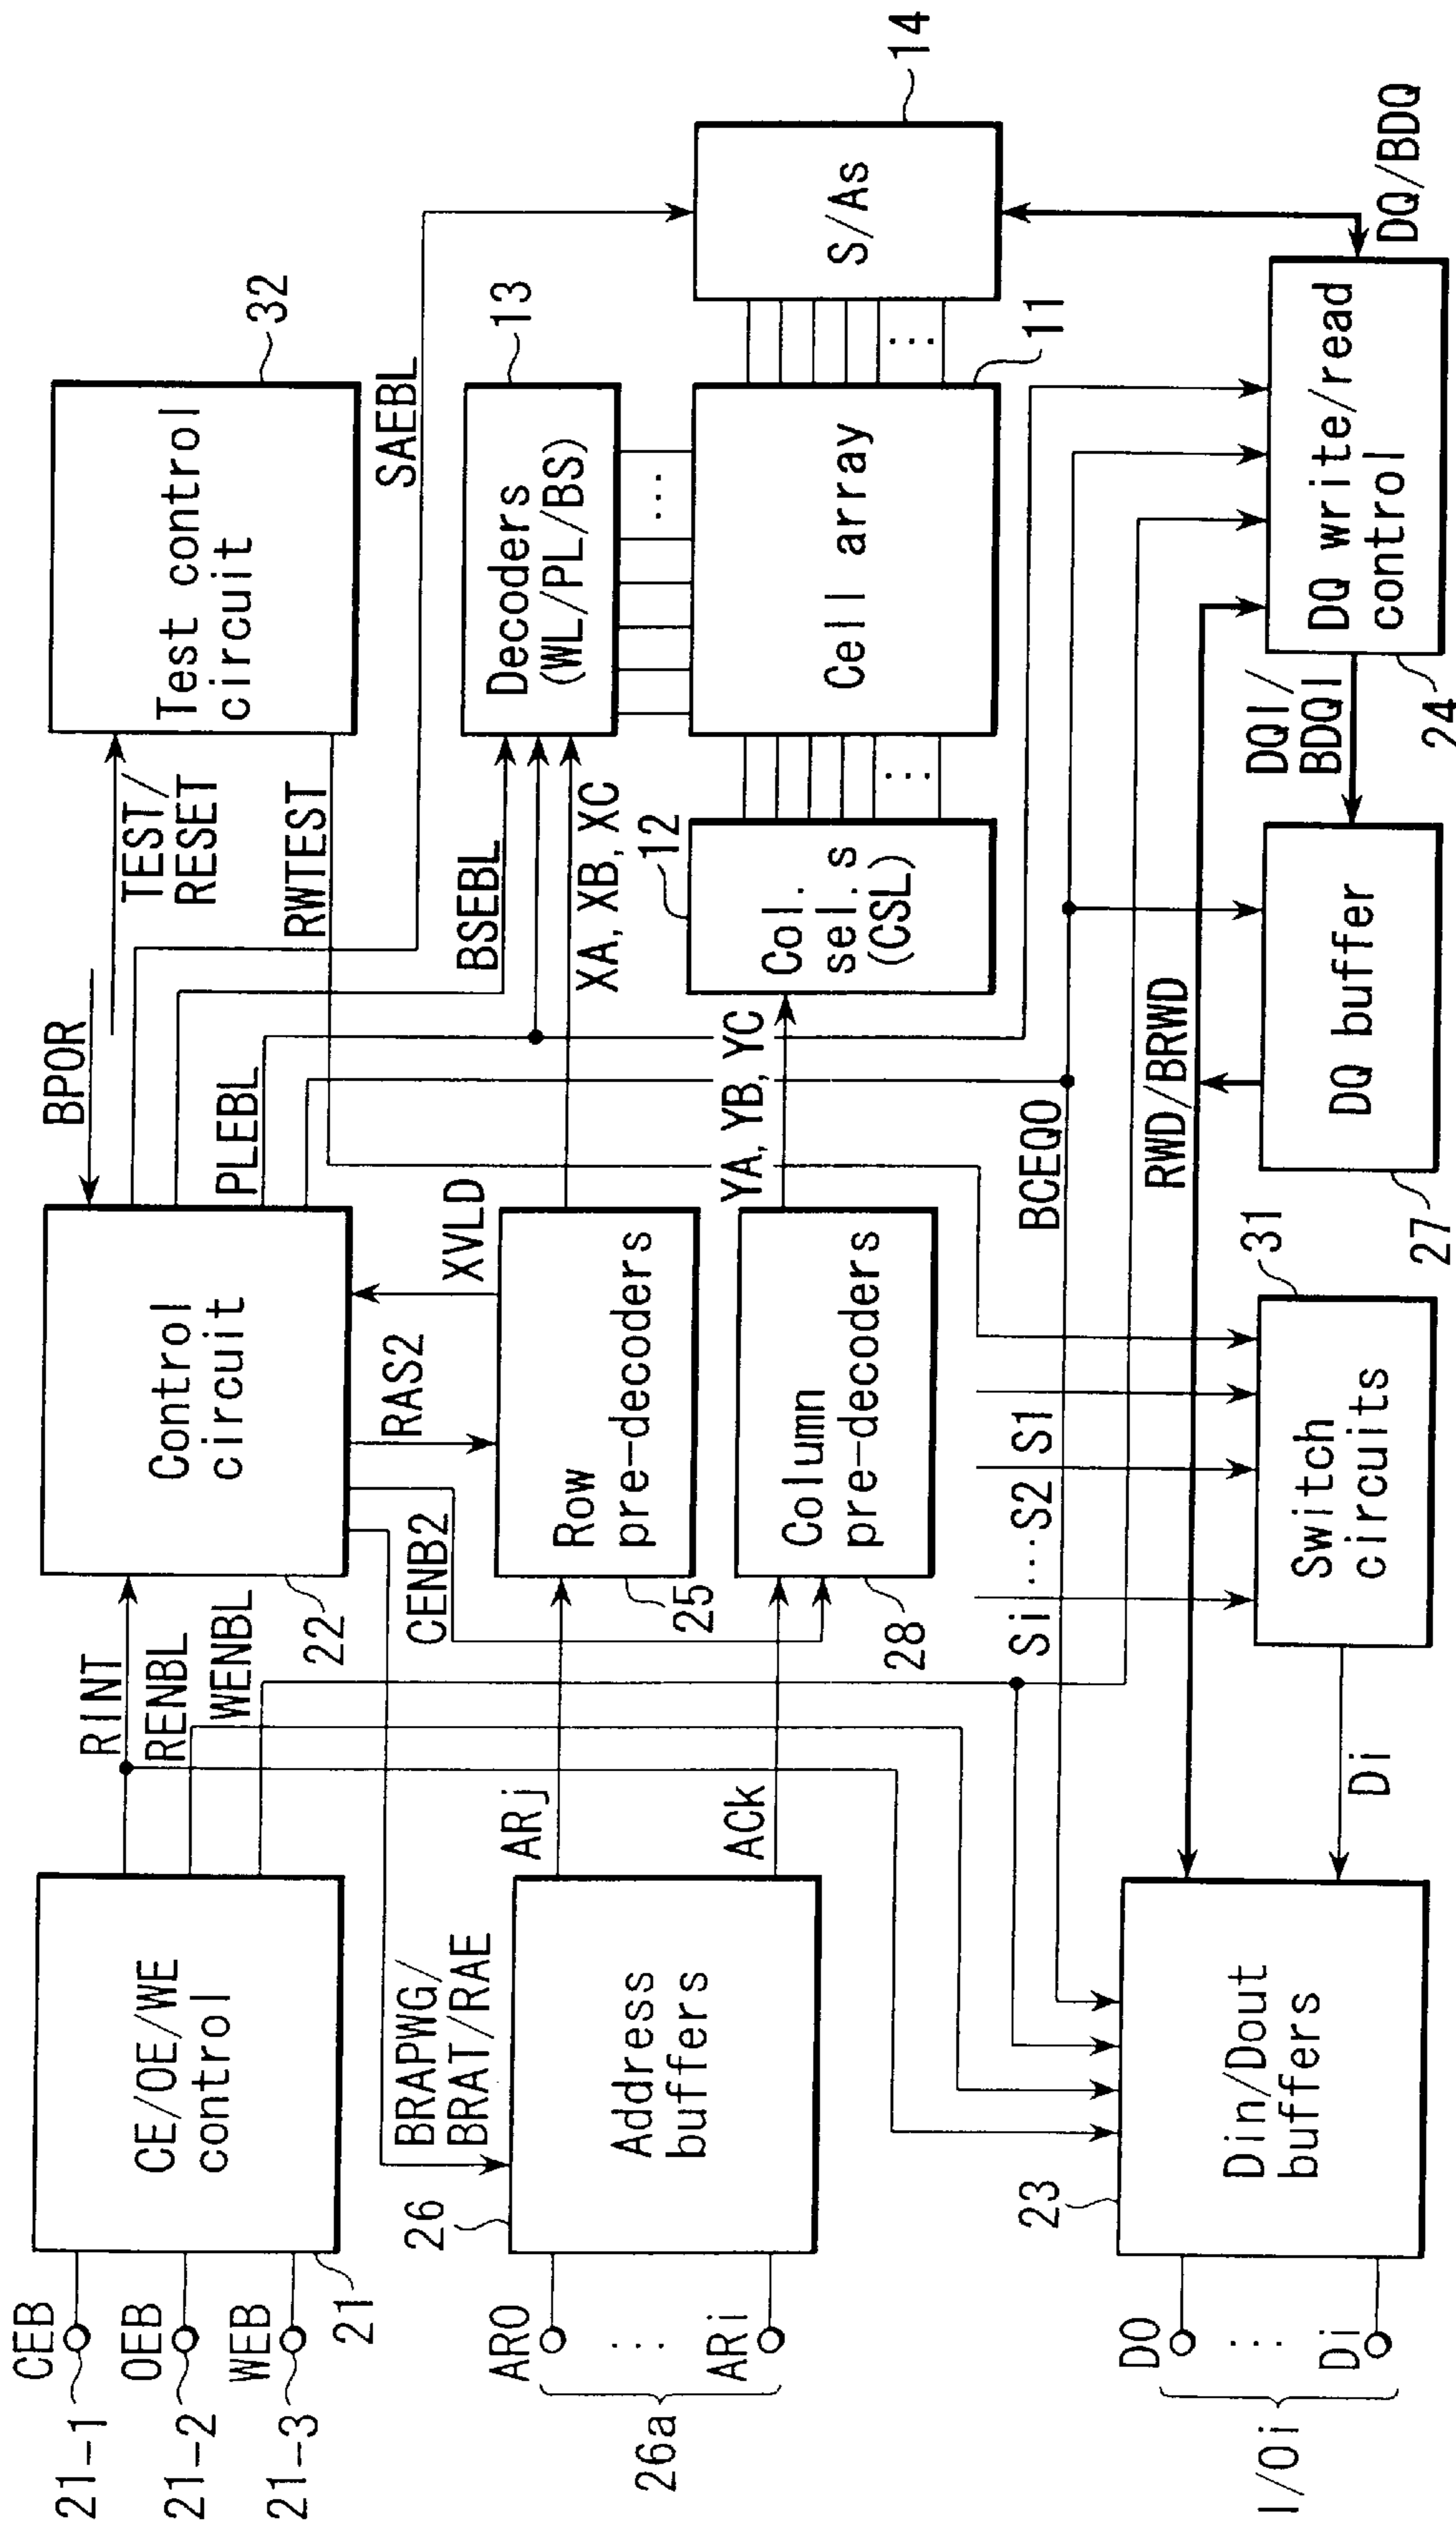 CEB
21-1
OEB
21-2
WEB
21-3
21
CE/OE/WE
control
RINT
RENBL
WENBL
Control
circuit
22
BPOR
TEST/
RESET
Test control
circuit
32
RWTEST
PLEBL
SAEBL
BSEBL
XA, XB, XC
Decoders
(WL/PL/BS)
13
BRAPWG/
BRAT/RAE
CENB2
RAS2
XVLD
AR0
⋮
ARi
26a
26
Address
buffers
ARj
ACk
Row
pre-decoders
25
Column
pre-decoders
28
YA, YB, YC
Col.
sel.s
(CSL)
12
Cell array
11
S/As
14
Si...S2 S1
BCEQ0
RWD/BRWD
D0
⋮
Di
I/Oi
23
Din/Dout
buffers
Di
Switch
circuits
31
DQ buffer
27
DQI/
BDQI
DQ write/read
control
24
DQ/BDQ